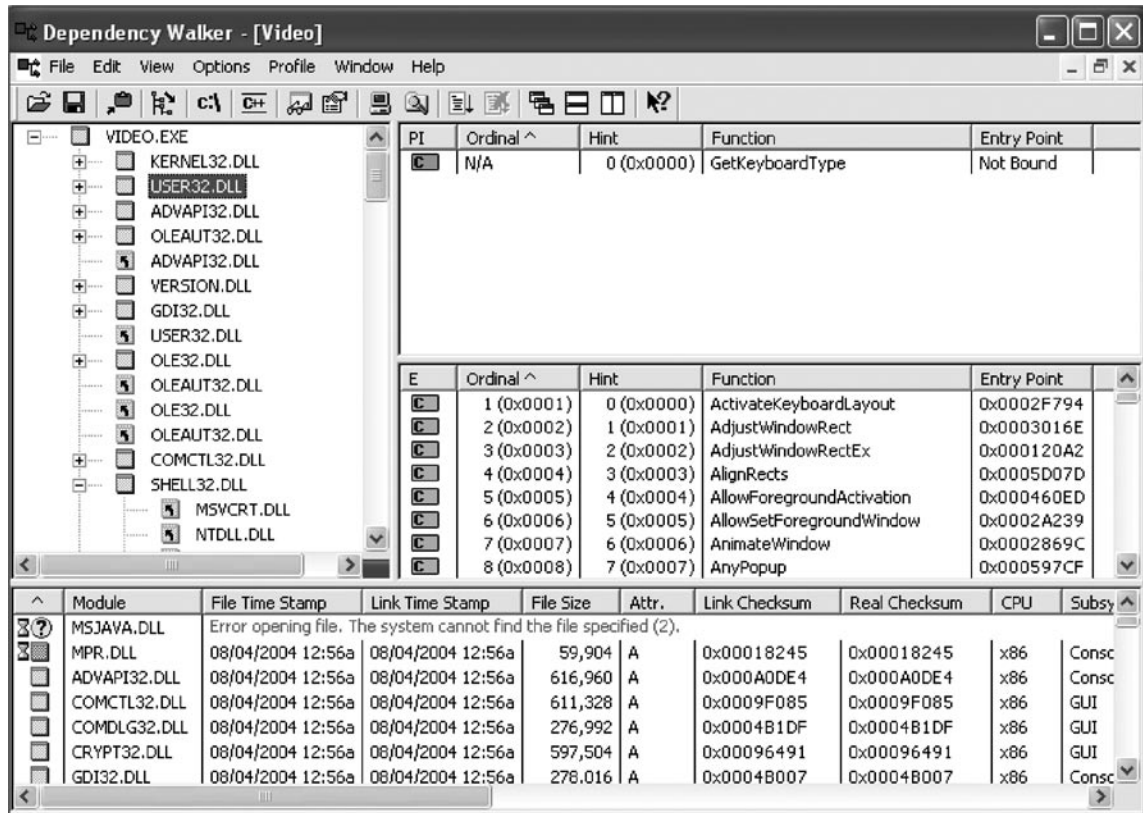 Dependency Walker - [Video]
File Edit View Options Profile Window Help
C:\ C++
VIDEO.EXE
KERNEL32.DLL
USER32.DLL
ADVAPI32.DLL
OLEAUT32.DLL
ADVAPI32.DLL
VERSION.DLL
GDI32.DLL
USER32.DLL
OLE32.DLL
OLEAUT32.DLL
OLE32.DLL
OLEAUT32.DLL
COMCTL32.DLL
SHELL32.DLL
MSVCRT.DLL
NTDLL.DLL
PI Ordinal ^ Hint Function Entry Point
C N/A 0 (0x0000) GetKeyboardType Not Bound
E Ordinal ^ Hint Function Entry Point
C 1 (0x0001) 0 (0x0000) ActivateKeyboardLayout 0x0002F794
C 2 (0x0002) 1 (0x0001) AdjustWindowRect 0x0003016E
C 3 (0x0003) 2 (0x0002) AdjustWindowRectEx 0x000120A2
C 4 (0x0004) 3 (0x0003) AlignRects 0x0005D07D
C 5 (0x0005) 4 (0x0004) AllowForegroundActivation 0x000460ED
C 6 (0x0006) 5 (0x0005) AllowSetForegroundWindow 0x0002A239
C 7 (0x0007) 6 (0x0006) AnimateWindow 0x0002869C
C 8 (0x0008) 7 (0x0007) AnyPopup 0x000597CF
^ Module File Time Stamp Link Time Stamp File Size Attr. Link Checksum Real Checksum CPU Subsy
MSJAVA.DLL Error opening file. The system cannot find the file specified (2).
MPR.DLL 08/04/2004 12:56a 08/04/2004 12:56a 59,904 A 0x00018245 0x00018245 x86 Consc
ADVAPI32.DLL 08/04/2004 12:56a 08/04/2004 12:56a 616,960 A 0x000A0DE4 0x000A0DE4 x86 Consc
COMCTL32.DLL 08/04/2004 12:56a 08/04/2004 12:56a 611,328 A 0x0009F085 0x0009F085 x86 GUI
COMDLG32.DLL 08/04/2004 12:56a 08/04/2004 12:56a 276,992 A 0x0004B1DF 0x0004B1DF x86 GUI
CRYPT32.DLL 08/04/2004 12:56a 08/04/2004 12:56a 597,504 A 0x00096491 0x00096491 x86 GUI
GDI32.DLL 08/04/2004 12:56a 08/04/2004 12:56a 278,016 A 0x0004B007 0x0004B007 x86 Consc